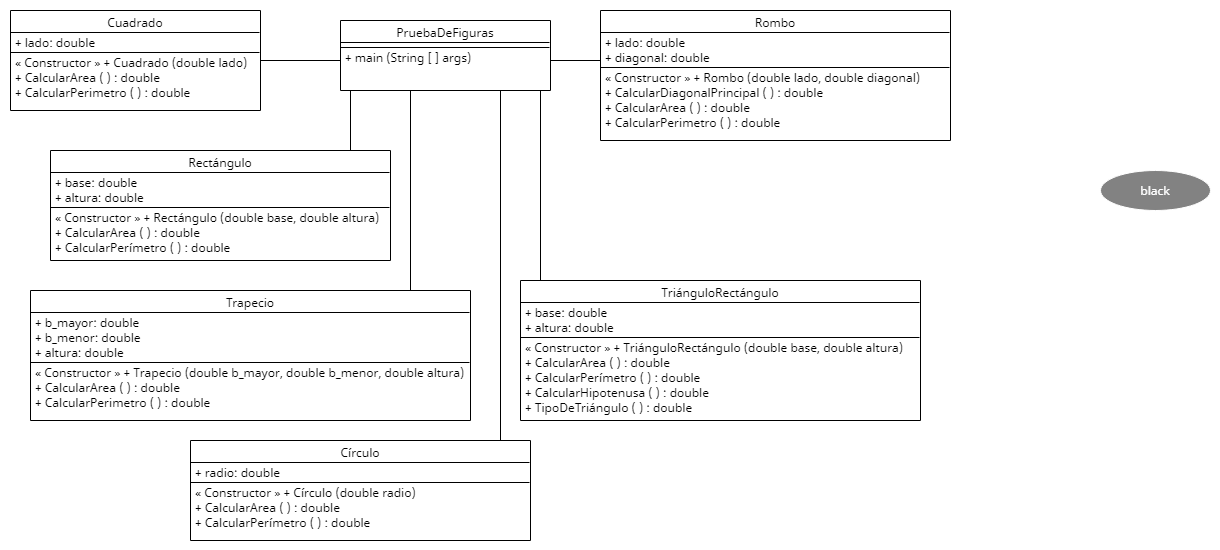 Cuadrado
+ lado: double
« Constructor » + Cuadrado (double lado)
+ CalcularArea ( ) : double
+ CalcularPerimetro ( ) : double
PruebaDeFiguras
+ main (String [ ] args)
Rombo
+ lado: double
+ diagonal: double
« Constructor » + Rombo (double lado, double diagonal)
+ CalcularDiagonalPrincipal ( ) : double
+ CalcularArea ( ) : double
+ CalcularPerimetro ( ) : double
black
Rectángulo
+ base: double
+ altura: double
« Constructor » + Rectángulo (double base, double altura)
+ CalcularArea ( ) : double
+ CalcularPerímetro ( ) : double
Trapecio
+ b_mayor: double
+ b_menor: double
+ altura: double
« Constructor » + Trapecio (double b_mayor, double b_menor, double altura)
+ CalcularArea ( ) : double
+ CalcularPerimetro ( ) : double
TriánguloRectángulo
+ base: double
+ altura: double
« Constructor » + TriánguloRectángulo (double base, double altura)
+ CalcularArea ( ) : double
+ CalcularPerímetro ( ) : double
+ CalcularHipotenusa ( ) : double
+ TipoDeTriángulo ( ) : double
Círculo
+ radio: double
« Constructor » + Círculo (double radio)
+ CalcularArea ( ) : double
+ CalcularPerímetro ( ) : double